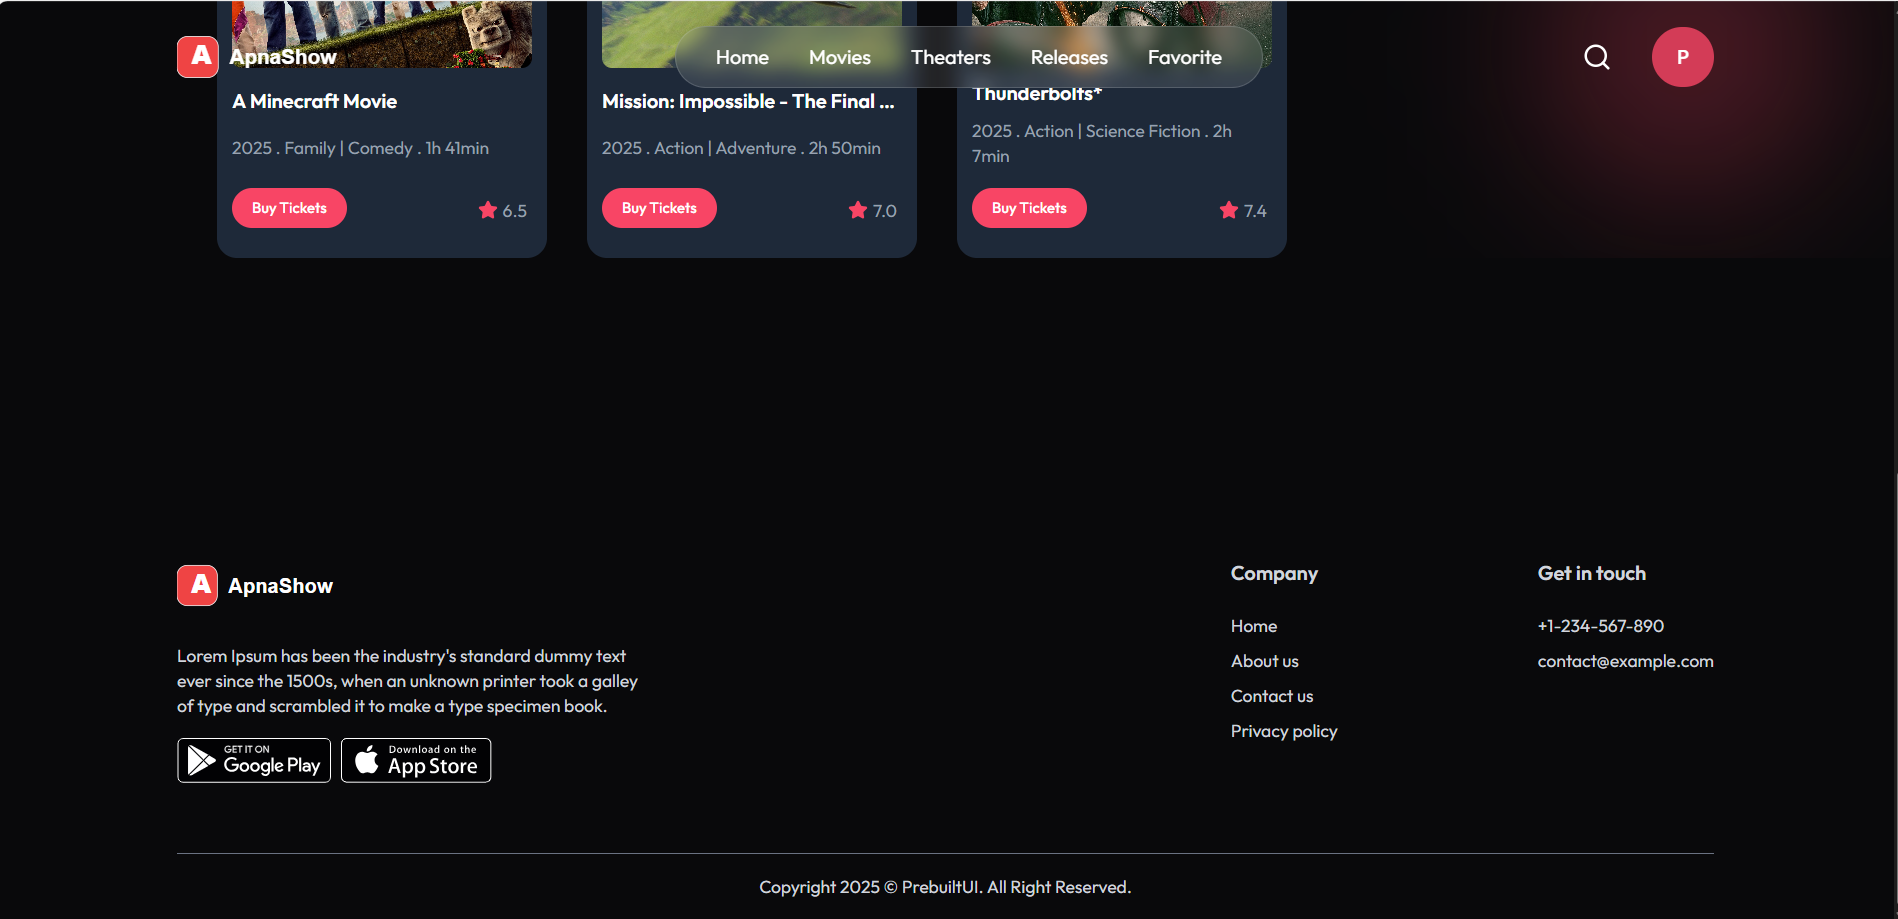 A ApnaShow
Home Movies Theaters Releases Favorite
P
A Minecraft Movie
2025 . Family | Comedy . 1h 41min
Buy Tickets 6.5
Mission: Impossible - The Final ...
2025 . Action | Adventure . 2h 50min
Buy Tickets 7.0
Thunderbolts*
2025 . Action | Science Fiction . 2h
7min
Buy Tickets 7.4
A ApnaShow
Lorem Ipsum has been the industry's standard dummy text
ever since the 1500s, when an unknown printer took a galley
of type and scrambled it to make a type specimen book.
GET IT ON
Google Play
Download on the
App Store
Company
Home
About us
Contact us
Privacy policy
Get in touch
+1-234-567-890
contact@example.com
Copyright 2025 © PrebuiltUI. All Right Reserved.